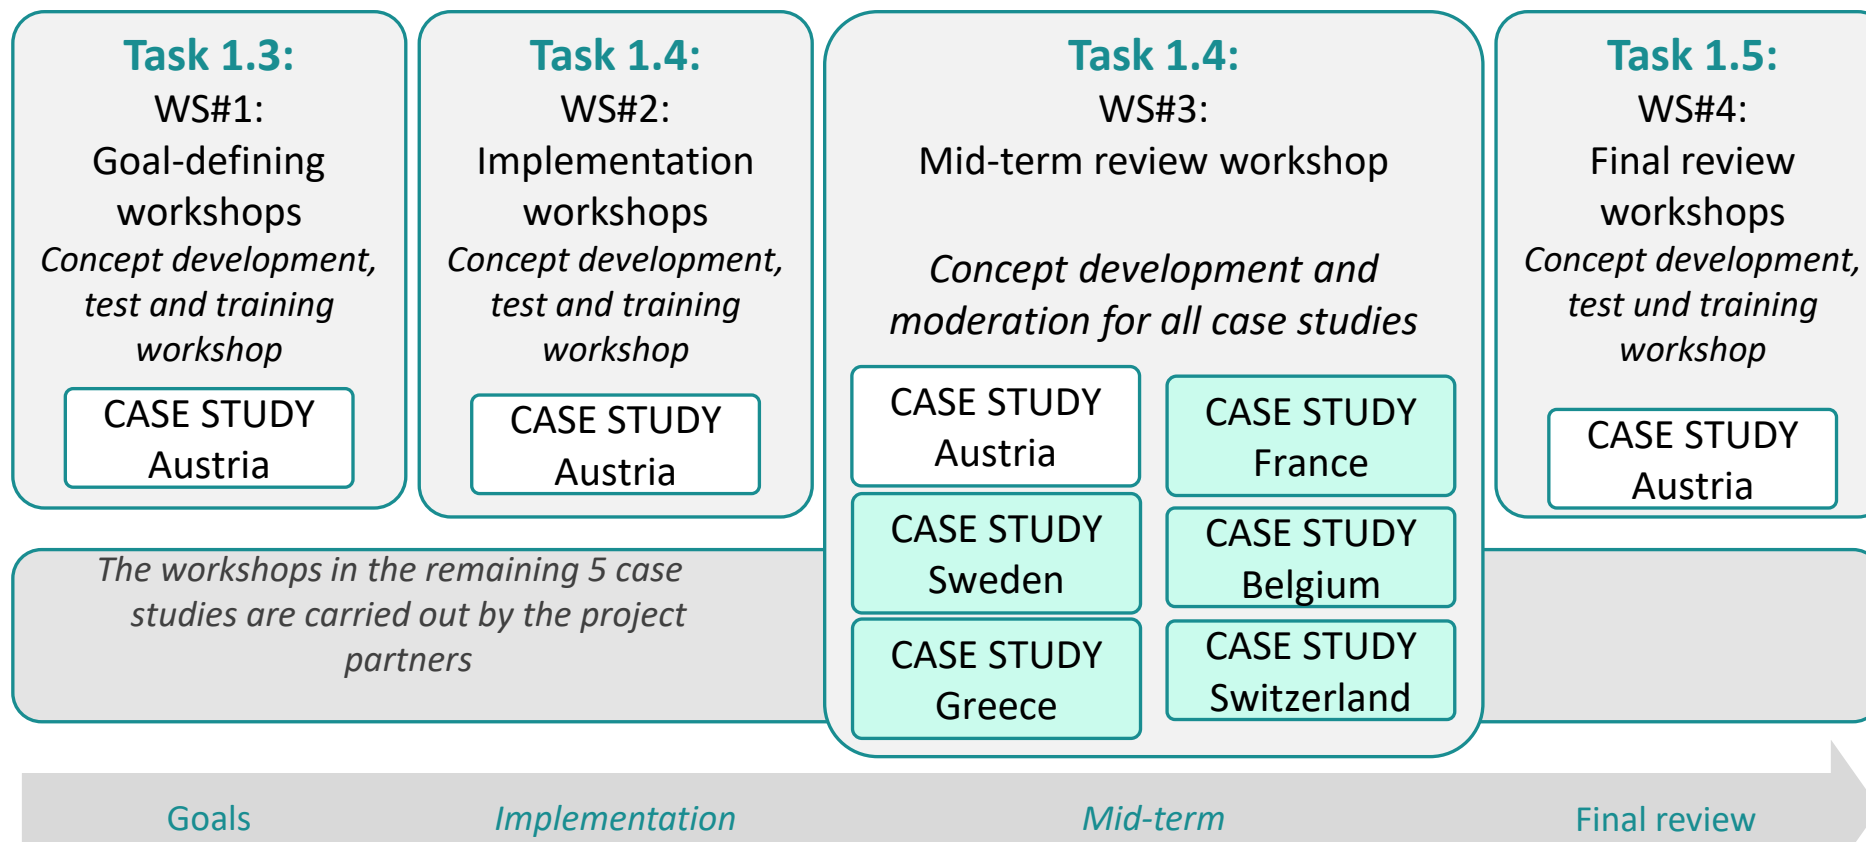 Task 1.3:
WS#1:
Goal-defining
workshops
Concept development,
test and training
workshop
CASE STUDY
Austria
Task 1.4:
WS#2:
Implementation
workshops
Concept development,
test and training
workshop
CASE STUDY
Austria
Task 1.4:
WS#3:
Mid-term review workshop
Concept development and
moderation for all case studies
CASE STUDY
Austria
CASE STUDY
France
CASE STUDY
Sweden
CASE STUDY
Belgium
CASE STUDY
Greece
CASE STUDY
Switzerland
Task 1.5:
WS#4:
Final review
workshops
Concept development,
test und training
workshop
CASE STUDY
Austria
The workshops in the remaining 5 case
studies are carried out by the project
partners
Goals
Implementation
Mid-term
Final review